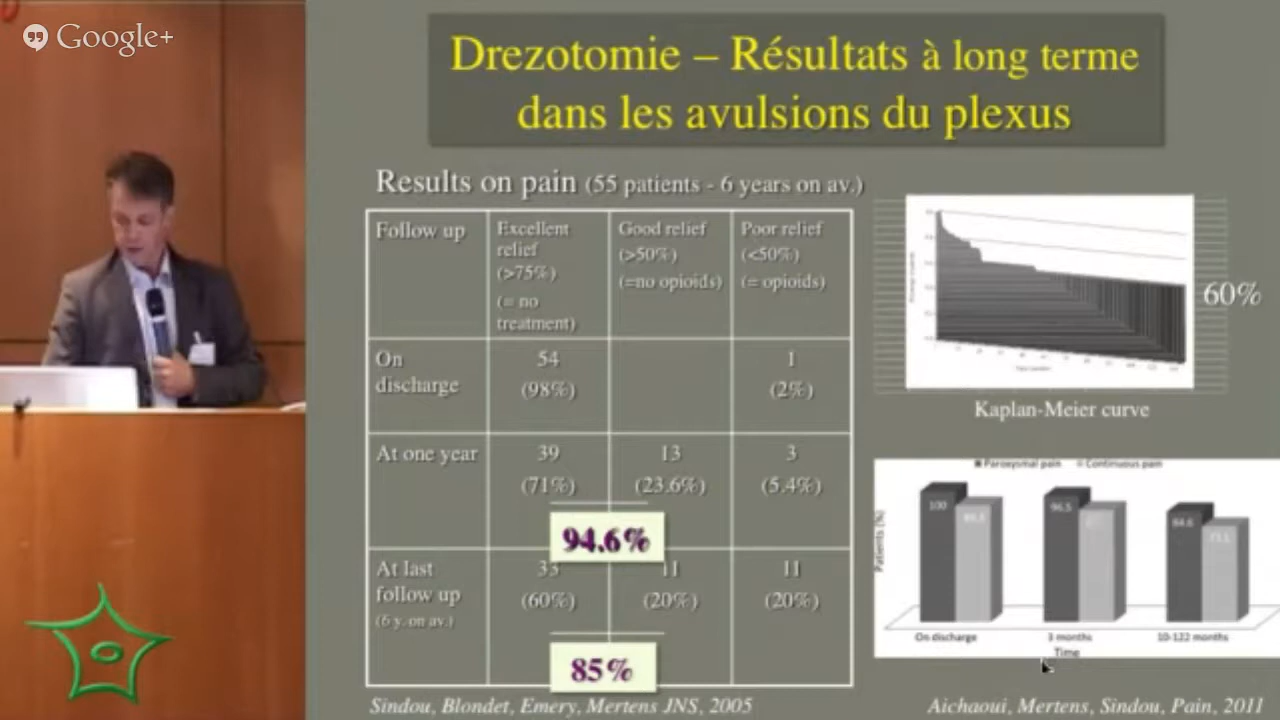 Google+
Drezotomie – Résultats à long terme
dans les avulsions du plexus
Results on pain (55 patients - 6 years on av.)
Follow up
Excellent
relief
(>75%)
(= no
treatment)
Good relief
(>50%)
(=no opioids)
Poor relief
(<50%)
(= opioids)
On
discharge
54
(98%)
1
(2%)
At one year
39
(71%)
13
(23.6%)
3
(5.4%)
94.6%
At last
follow up
(6 y. on av.)
33
(60%)
11
(20%)
11
(20%)
85%
Sindou, Blondet, Emery, Mertens JNS, 2005
60%
Kaplan-Meier curve
Paroxysmal pain
Continuous pain
Patients (%)
100
96.5
84.6
On discharge
3 months
10-122 months
Time
Aichaoui, Mertens, Sindou, Pain, 2011